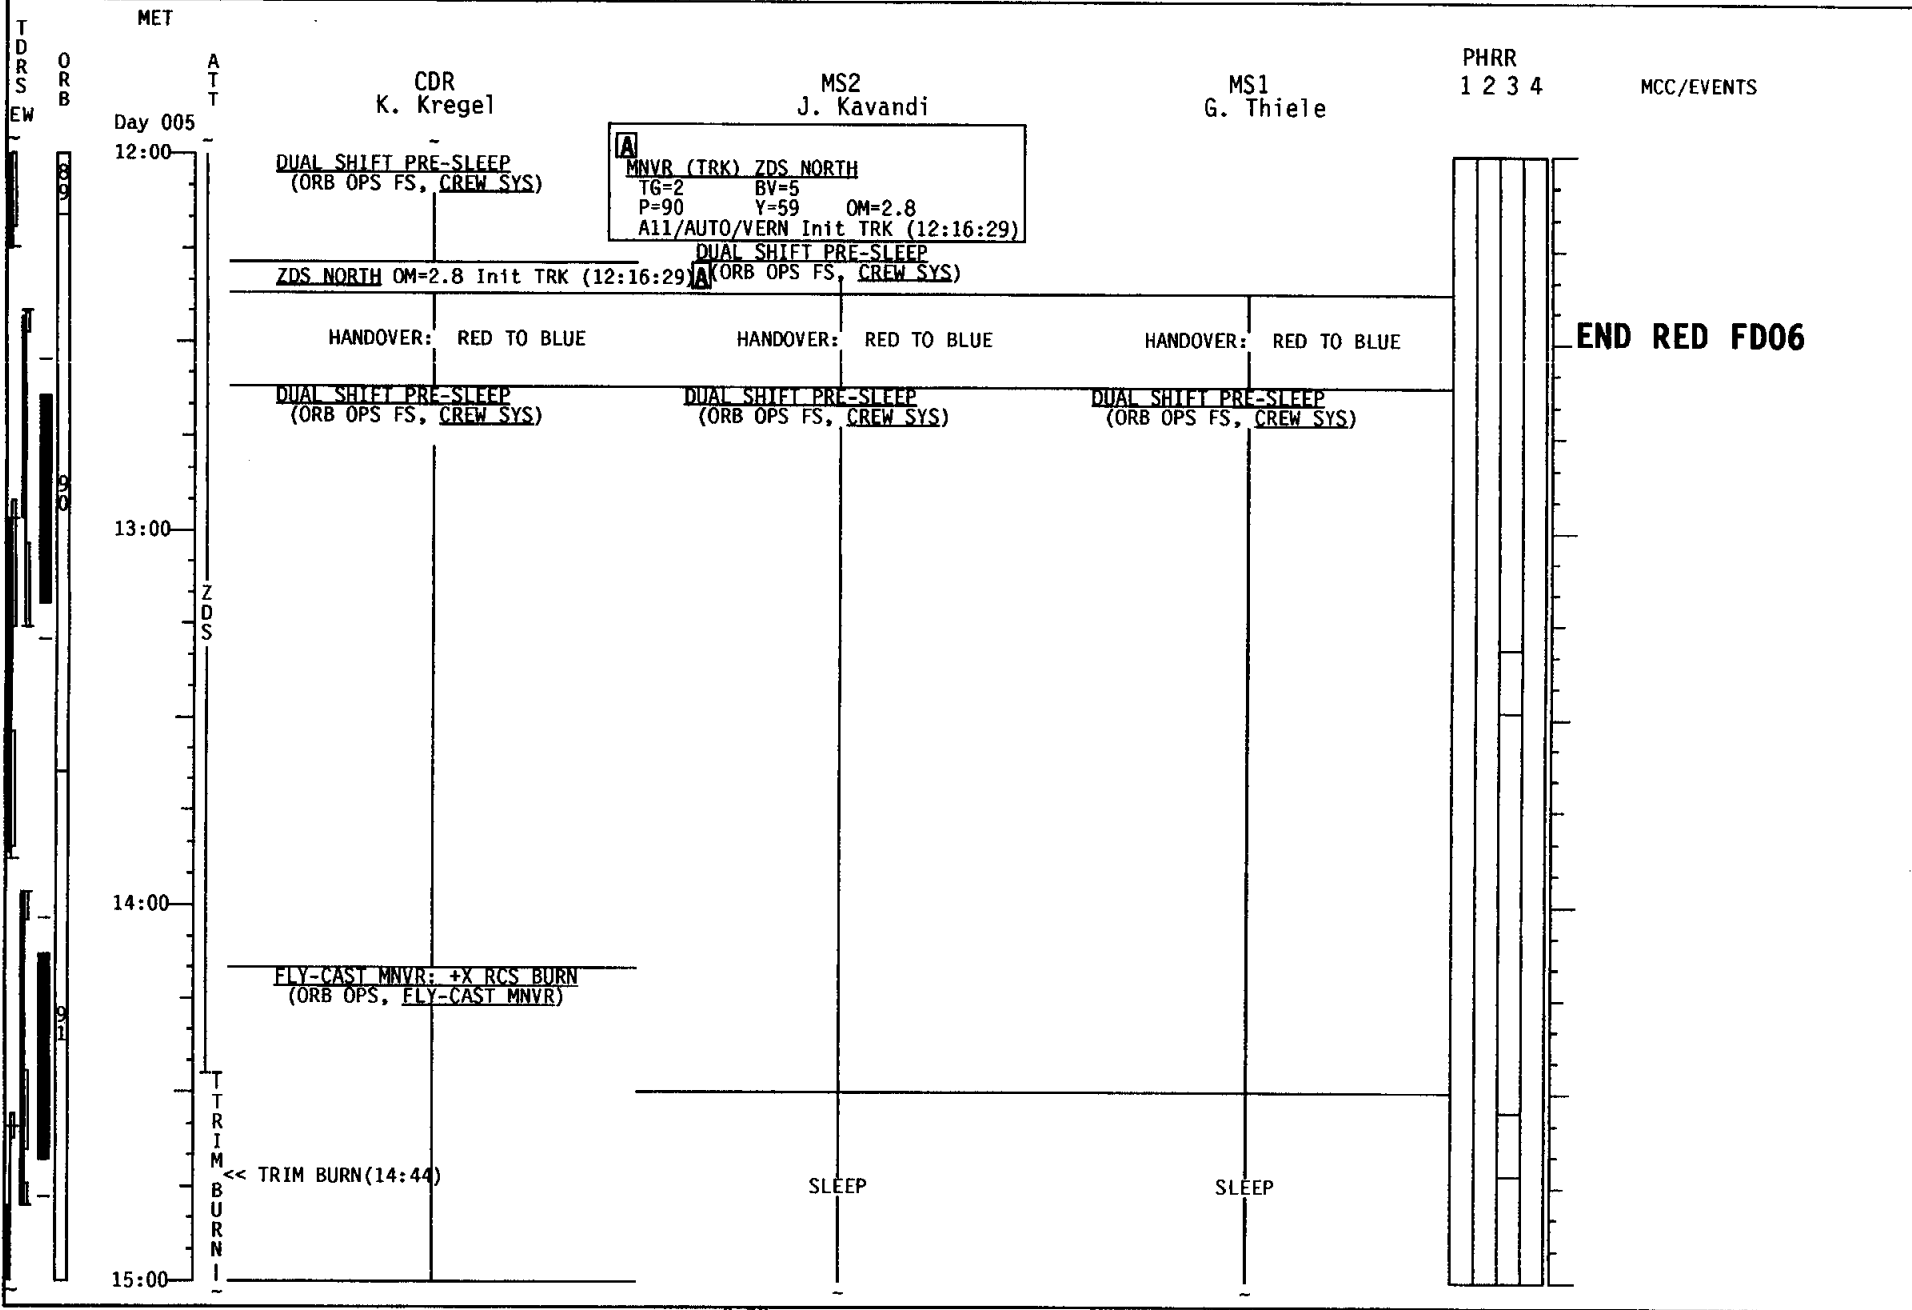 MET
TDRS
EW
ORB
ATT
CDR
K. Kregel
MS2
J. Kavandi
MS1
G. Thiele
PHRR
1 2 3 4
MCC/EVENTS
Day 005
12:00
89
DUAL SHIFT PRE-SLEEP
(ORB OPS FS, CREW SYS)
A
MNVR (TRK) ZDS NORTH
TG=2 BV=5
P=90 Y=59 OM=2.8
A11/AUTO/VERN Init TRK (12:16:29)
DUAL SHIFT PRE-SLEEP
(ORB OPS FS, CREW SYS)
ZDS NORTH OM=2.8 Init TRK (12:16:29) A
HANDOVER: RED TO BLUE
HANDOVER: RED TO BLUE
HANDOVER: RED TO BLUE
END RED FD06
DUAL SHIFT PRE-SLEEP
(ORB OPS FS, CREW SYS)
DUAL SHIFT PRE-SLEEP
(ORB OPS FS, CREW SYS)
DUAL SHIFT PRE-SLEEP
(ORB OPS FS, CREW SYS)
90
13:00
ZDS
14:00
FLY-CAST MNVR: +X RCS BURN
(ORB OPS, FLY-CAST MNVR)
91
TTRIM BURN
<< TRIM BURN(14:44)
SLEEP
SLEEP
15:00